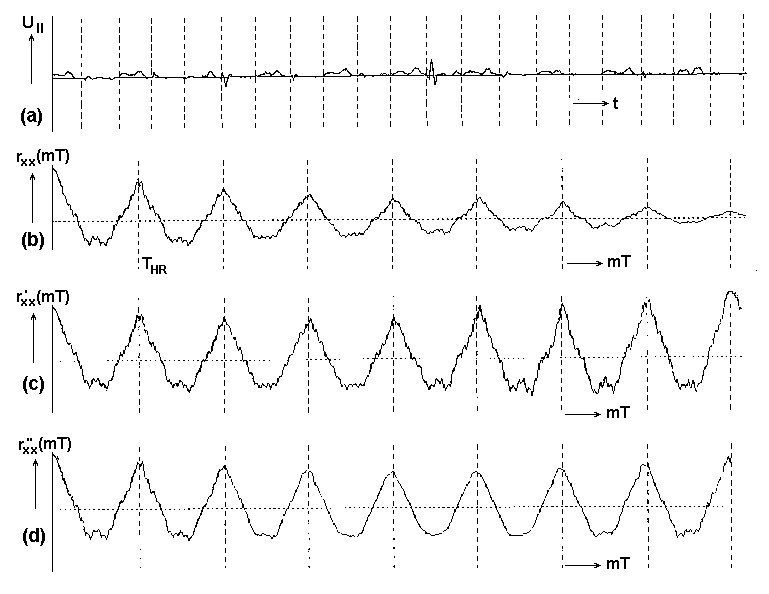 U_II
(a)
t
r_xx(mT)
(b)
T_HR
mT
r'_xx(mT)
(c)
mT
r''_xx(mT)
(d)
mT